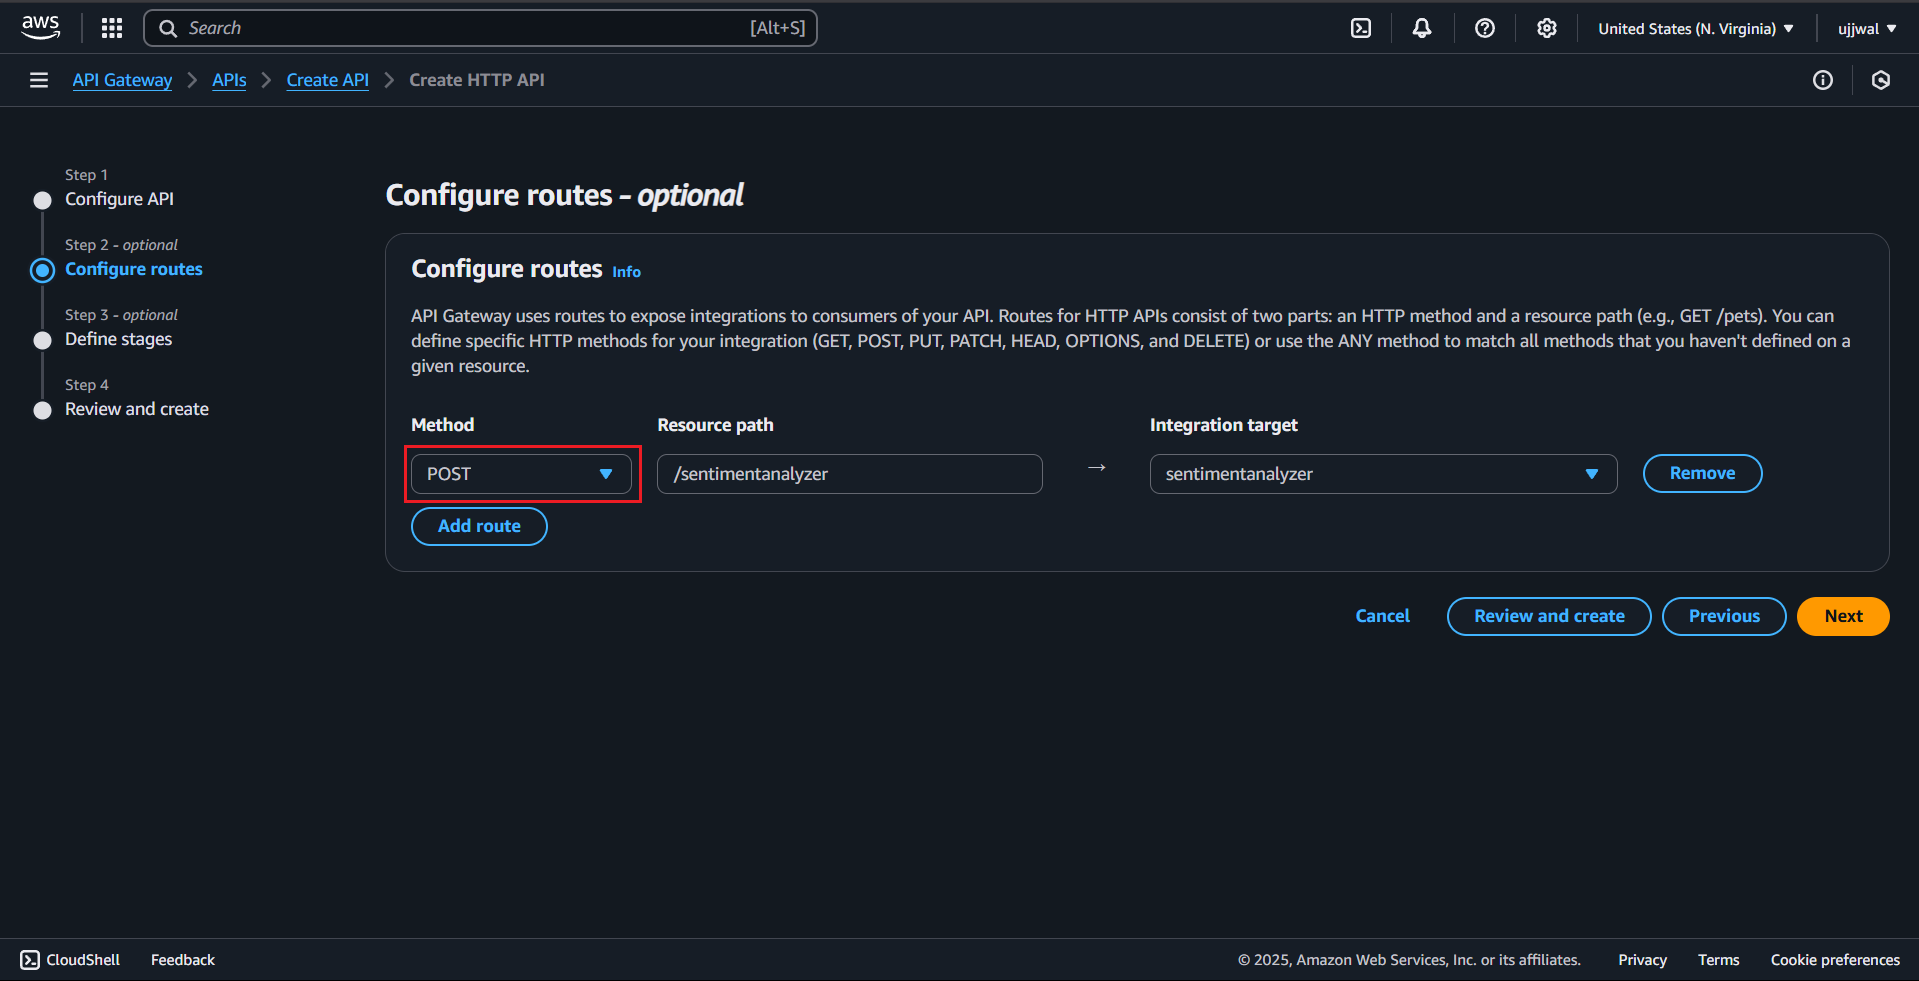 aws
Search [Alt+S]
United States (N. Virginia)
ujjwal
API Gateway > APIs > Create API > Create HTTP API
Step 1
Configure API
Step 2 - optional
Configure routes
Step 3 - optional
Define stages
Step 4
Review and create
Configure routes - optional
Configure routes Info
API Gateway uses routes to expose integrations to consumers of your API. Routes for HTTP APIs consist of two parts: an HTTP method and a resource path (e.g., GET /pets). You can
define specific HTTP methods for your integration (GET, POST, PUT, PATCH, HEAD, OPTIONS, and DELETE) or use the ANY method to match all methods that you haven't defined on a
given resource.
Method Resource path Integration target
POST /sentimentanalyzer → sentimentanalyzer Remove
Add route
Cancel Review and create Previous Next
CloudShell Feedback © 2025, Amazon Web Services, Inc. or its affiliates. Privacy Terms Cookie preferences